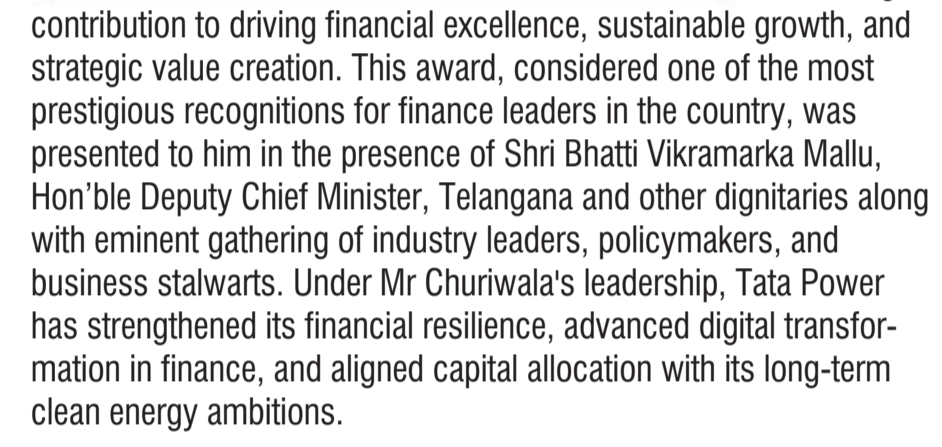 contribution to driving financial excellence, sustainable growth, and
strategic value creation. This award, considered one of the most
prestigious recognitions for finance leaders in the country, was
presented to him in the presence of Shri Bhatti Vikramarka Mallu,
Hon’ble Deputy Chief Minister, Telangana and other dignitaries along
with eminent gathering of industry leaders, policymakers, and
business stalwarts. Under Mr Churiwala's leadership, Tata Power
has strengthened its financial resilience, advanced digital transfor-
mation in finance, and aligned capital allocation with its long-term
clean energy ambitions.